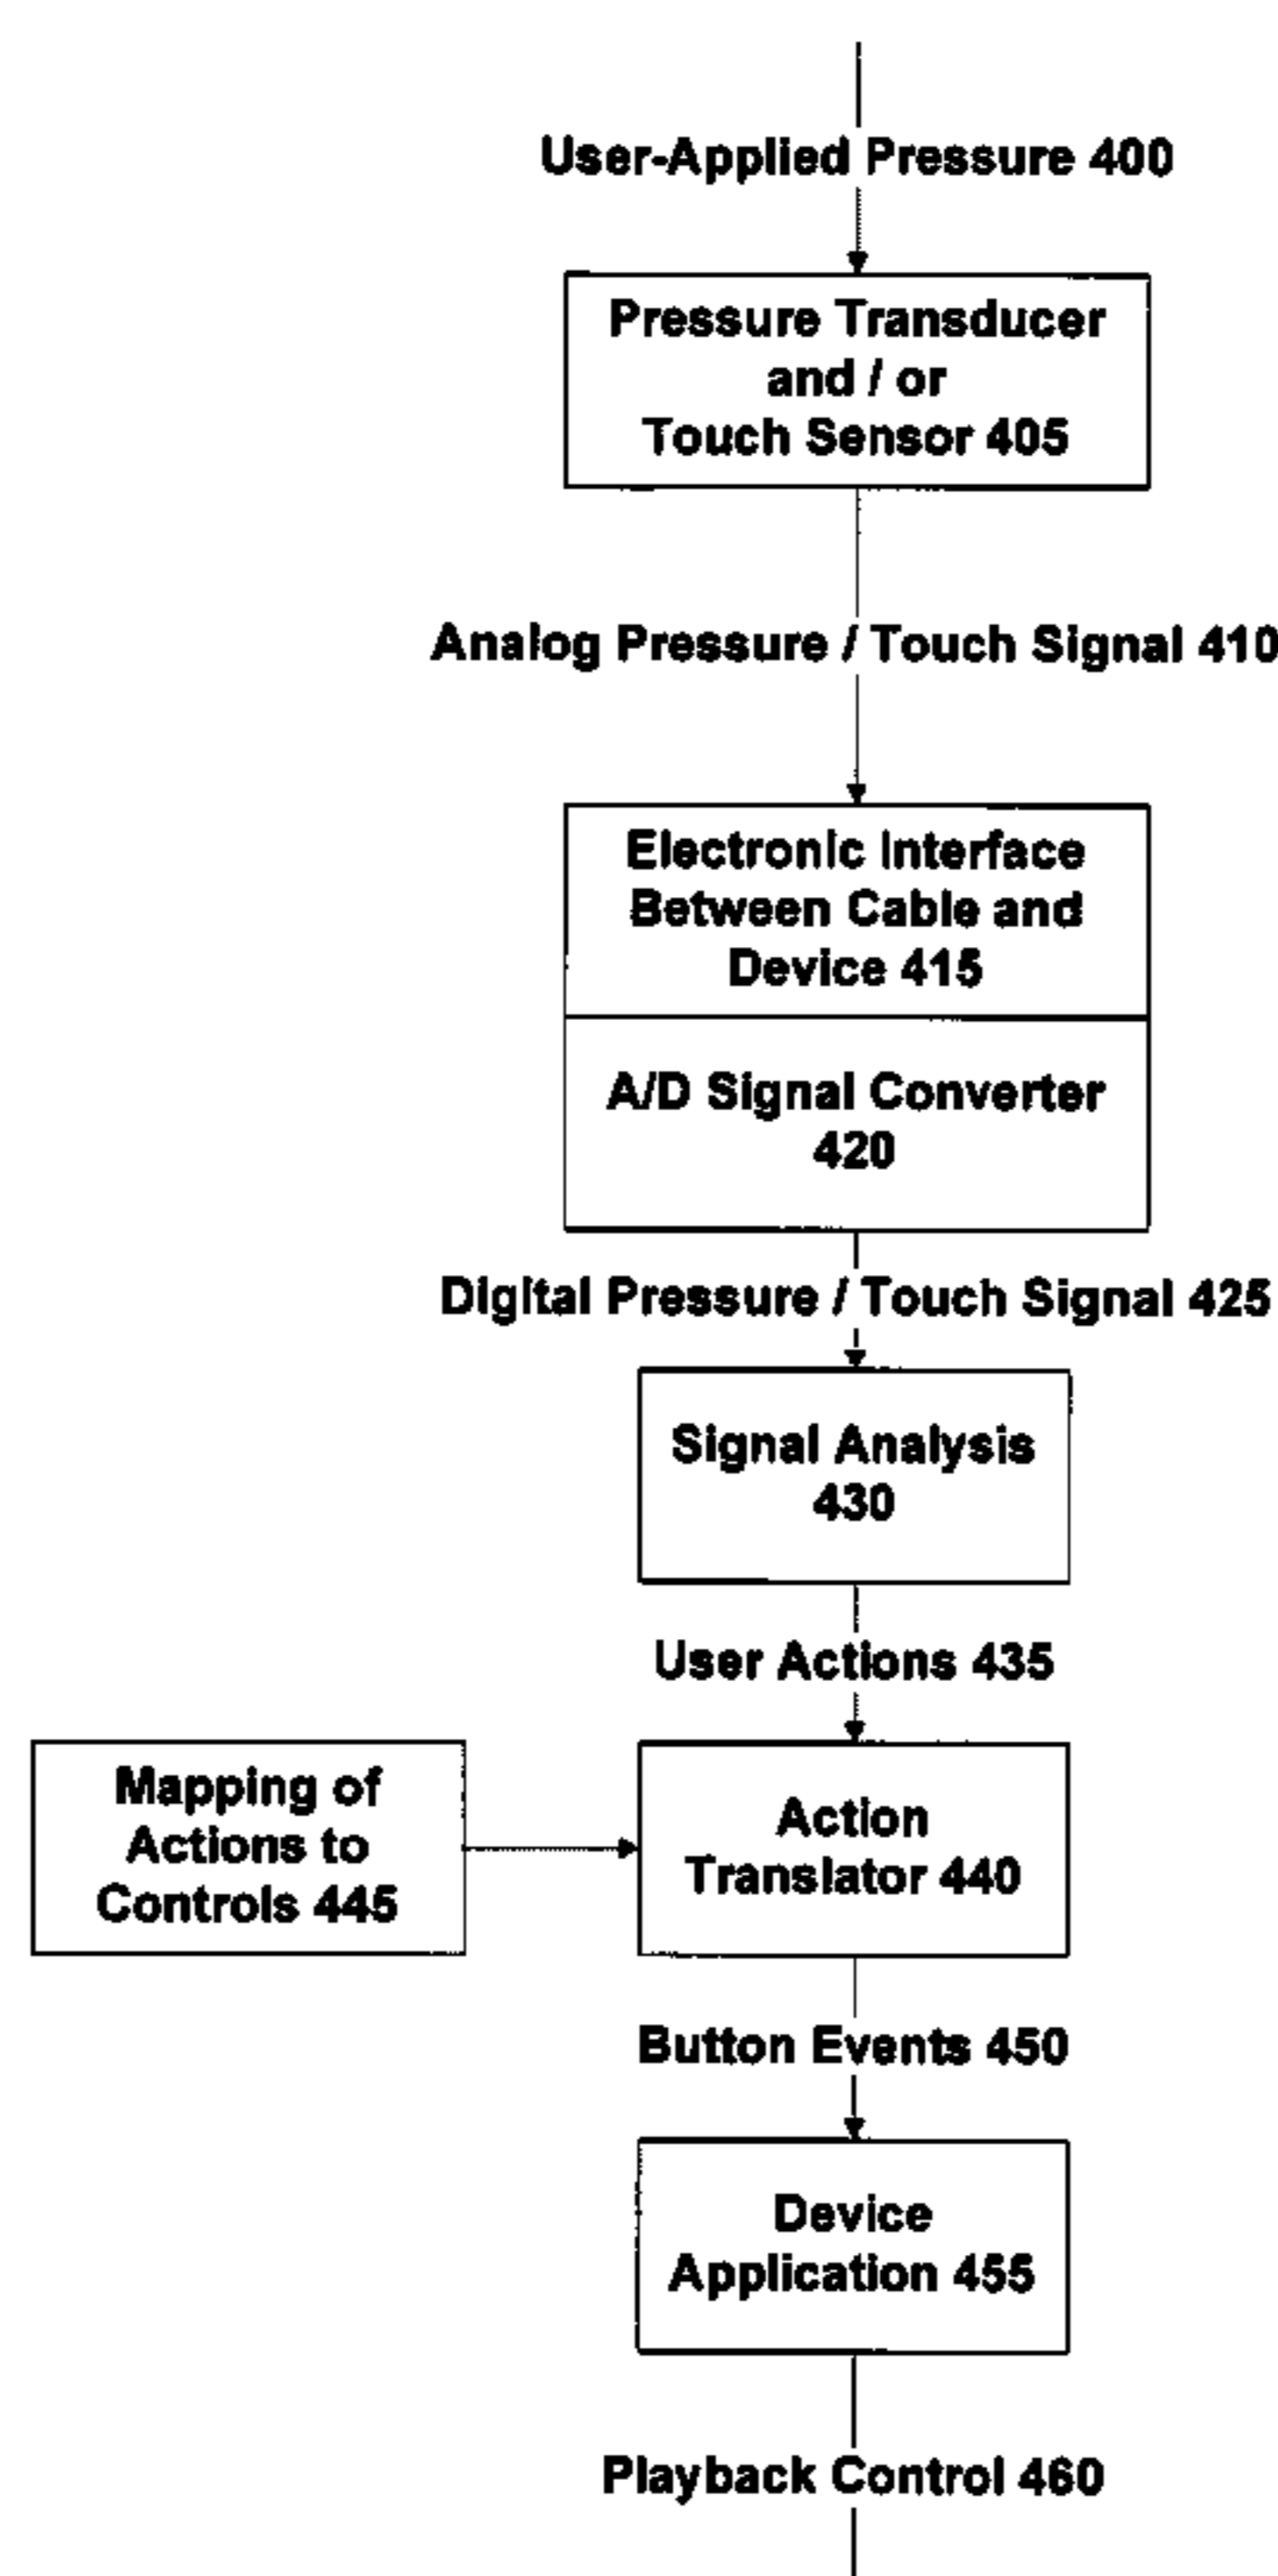 User-Applied Pressure 400
Pressure Transducer
and / or
Touch Sensor 405
Analog Pressure / Touch Signal 410
Electronic Interface
Between Cable and
Device 415
A/D Signal Converter
420
Digital Pressure / Touch Signal 425
Signal Analysis
430
User Actions 435
Mapping of
Actions to
Controls 445
Action
Translator 440
Button Events 450
Device
Application 455
Playback Control 460